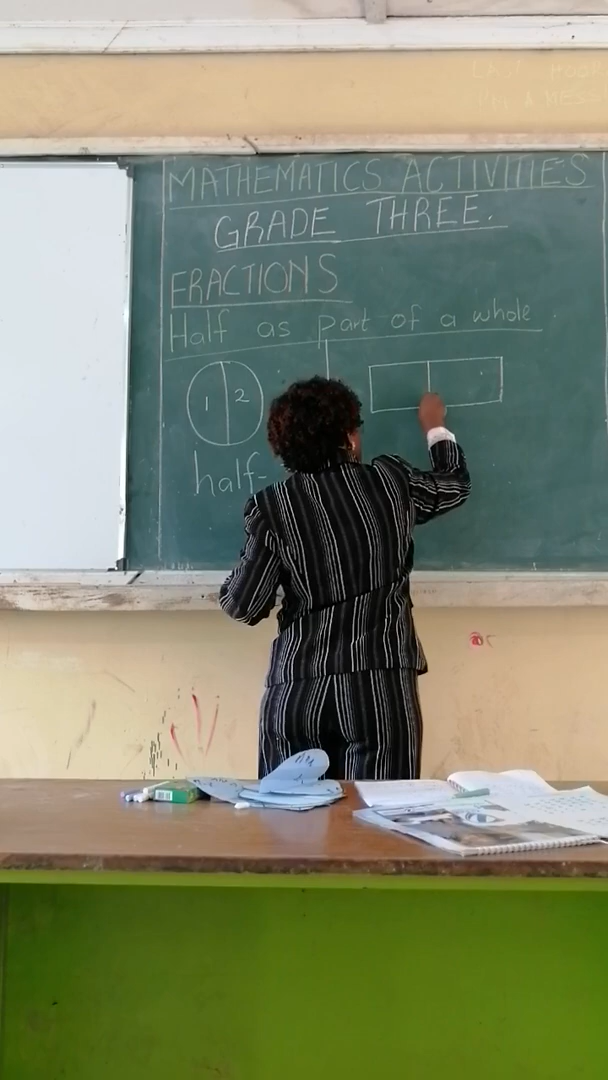 MATHEMATICS ACTIVITIES
GRADE THREE.
FRACTIONS
Half as part of a whole
1 2
half-